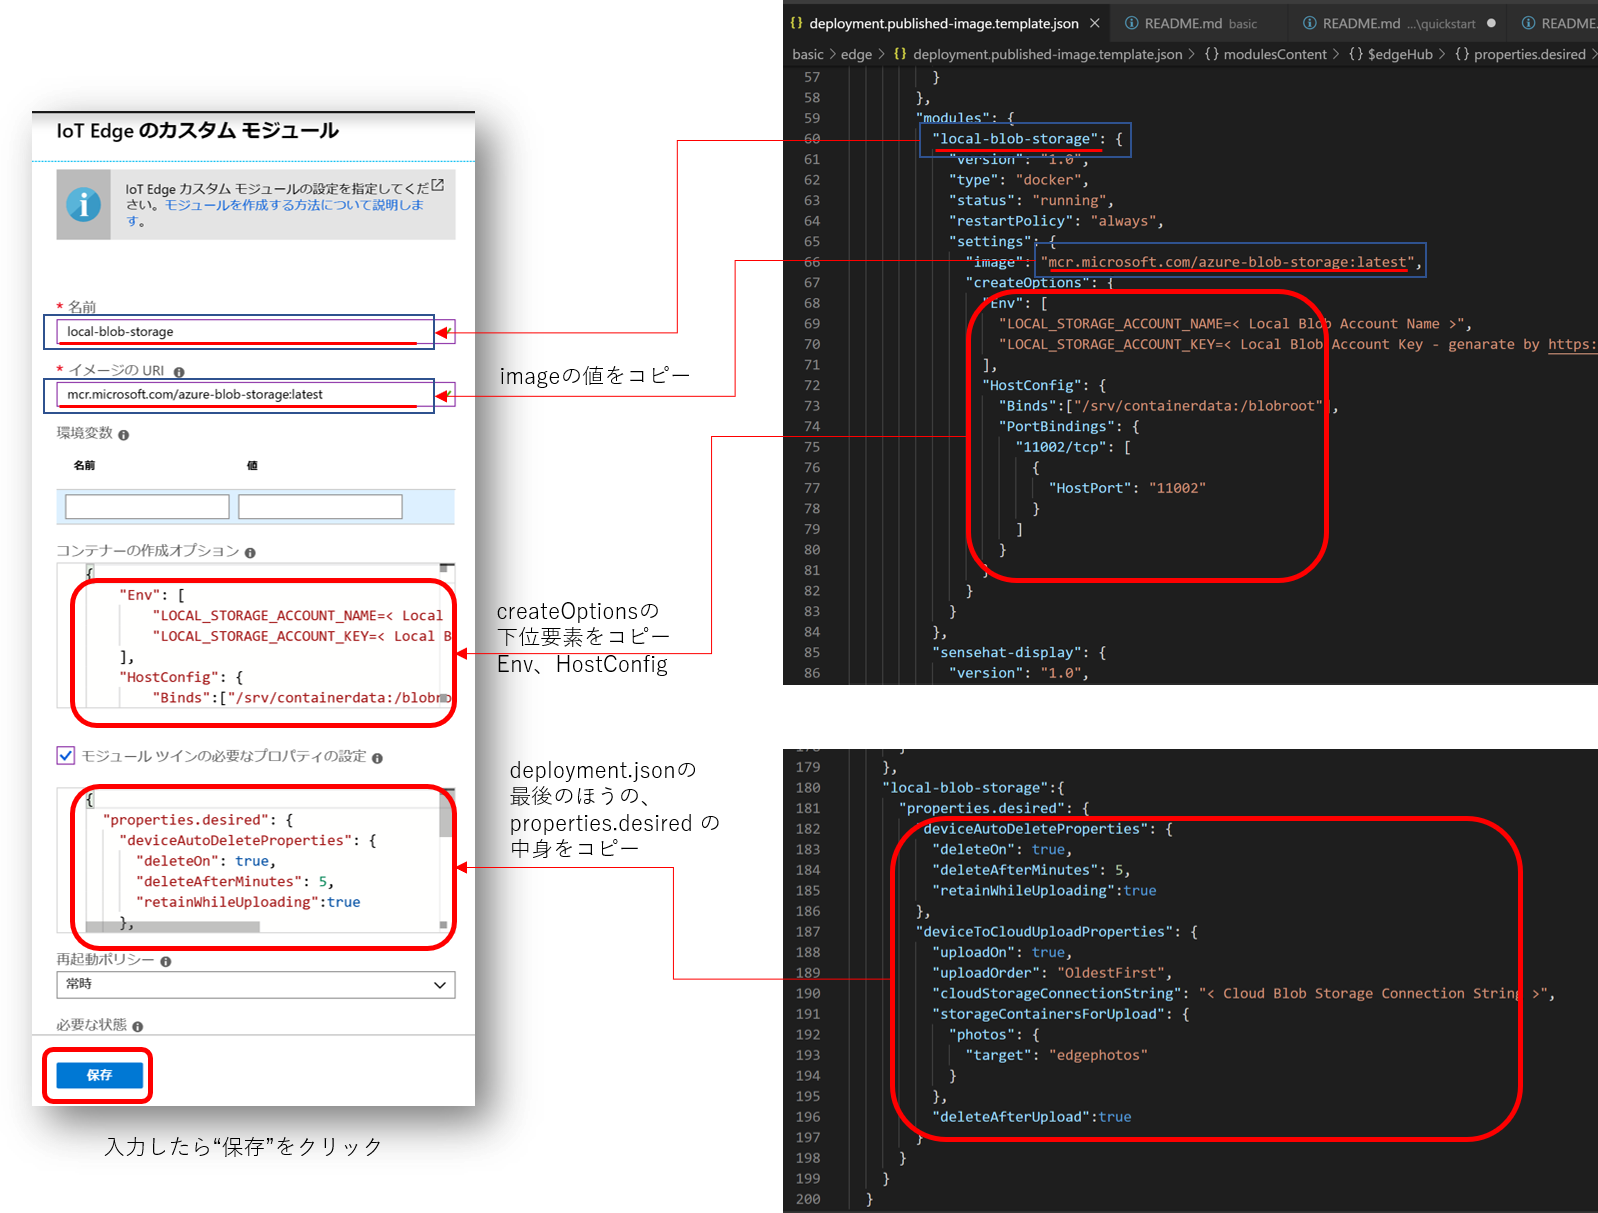 IoT Edge のカスタム モジュール
IoT Edge カスタム モジュールの設定を指定してくだ
さい。モジュールを作成する方法について説明しま
す。
* 名前
local-blob-storage
* イメージの URI
mcr.microsoft.com/azure-blob-storage:latest
環境変数
名前 値
コンテナーの作成オプション
{
"Env": [
"LOCAL_STORAGE_ACCOUNT_NAME=< Local
"LOCAL_STORAGE_ACCOUNT_KEY=< Local B
],
"HostConfig": {
"Binds":["/srv/containerdata:/blobro
モジュール ツインの必要なプロパティの設定
{
"properties.desired": {
"deviceAutoDeleteProperties": {
"deleteOn": true,
"deleteAfterMinutes": 5,
"retainWhileUploading":true
},
再起動ポリシー
常時
必要な状態
保存
入力したら“保存”をクリック
imageの値をコピー
createOptionsの
下位要素をコピー
Env、HostConfig
deployment.jsonの
最後のほうの、
properties.desired の
中身をコピー
{} deployment.published-image.template.json × README.md basic README.md ...\quickstart ● README.
basic > edge > {} deployment.published-image.template.json > {} modulesContent > {} $edgeHub > {} properties.desired >
57 }
58 },
59 "modules": {
60 "local-blob-storage": {
61 "version": "1.0",
62 "type": "docker",
63 "status": "running",
64 "restartPolicy": "always",
65 "settings": {
66 "image": "mcr.microsoft.com/azure-blob-storage:latest",
67 "createOptions": {
68 "Env": [
69 "LOCAL_STORAGE_ACCOUNT_NAME=< Local Blob Account Name >",
70 "LOCAL_STORAGE_ACCOUNT_KEY=< Local Blob Account Key - genarate by https:
71 ],
72 "HostConfig": {
73 "Binds":["/srv/containerdata:/blobroot"],
74 "PortBindings": {
75 "11002/tcp": [
76 {
77 "HostPort": "11002"
78 }
79 ]
80 }
81 }
82 }
83 }
84 },
85 "sensehat-display": {
86 "version": "1.0",
179 },
180 "local-blob-storage":{
181 "properties.desired": {
182 "deviceAutoDeleteProperties": {
183 "deleteOn": true,
184 "deleteAfterMinutes": 5,
185 "retainWhileUploading":true
186 },
187 "deviceToCloudUploadProperties": {
188 "uploadOn": true,
189 "uploadOrder": "OldestFirst",
190 "cloudStorageConnectionString": "< Cloud Blob Storage Connection String >",
191 "storageContainersForUpload": {
192 "photos": {
193 "target": "edgephotos"
194 }
195 },
196 "deleteAfterUpload":true
197 }
198 }
199 }
200 }